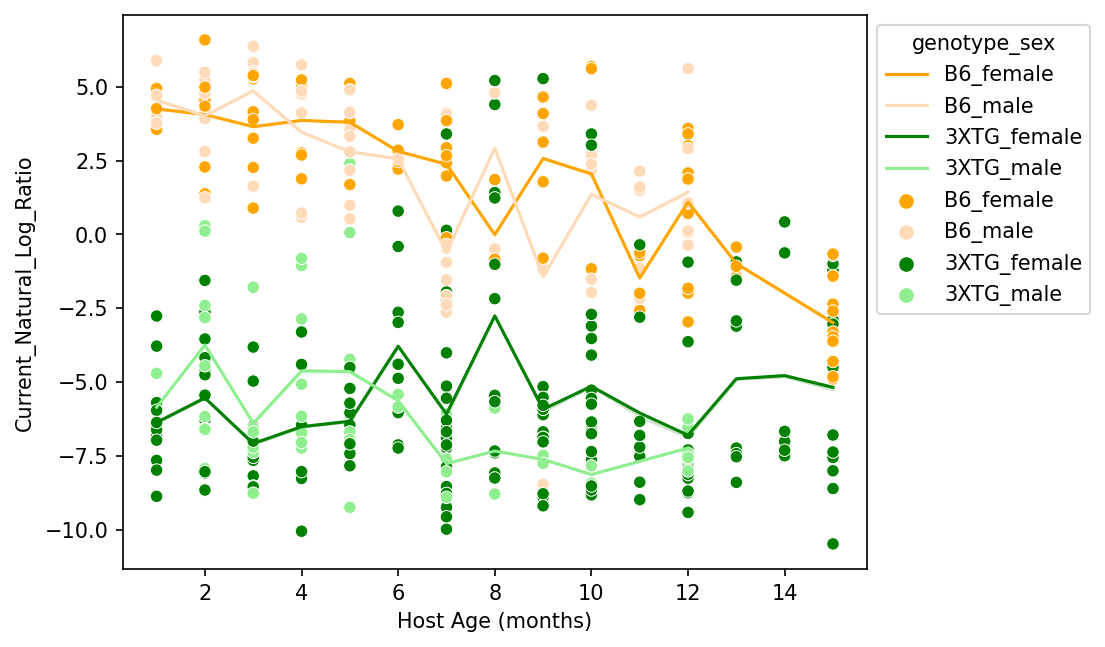 genotype_sex
B6_female
B6_male
3XTG_female
3XTG_male
B6_female
B6_male
3XTG_female
3XTG_male
Current_Natural_Log_Ratio
5.0
2.5
0.0
−2.5
−5.0
−7.5
−10.0
2 4 6 8 10 12 14
Host Age (months)